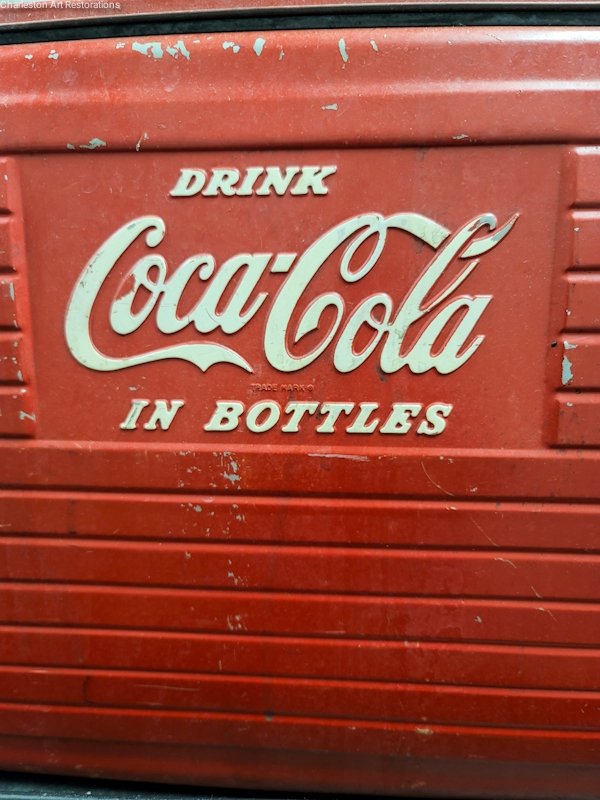 Charleston Art Restorations
DRINK
Coca-Cola
TRADE MARK ®
IN BOTTLES